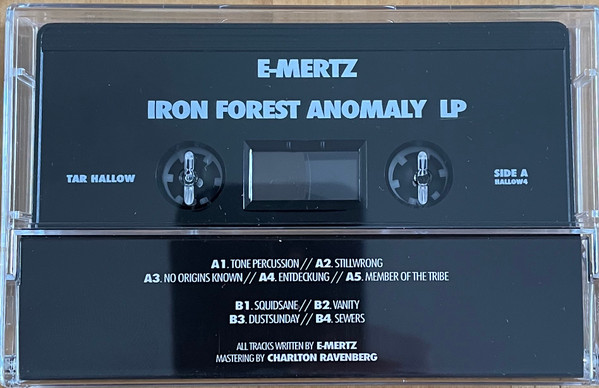 E-MERTZ
IRON FOREST ANOMALY LP
TAR HALLOW
SIDE A
HALLOW4
A1. TONE PERCUSSION // A2. STILLWRONG
A3. NO ORIGINS KNOWN // A4. ENTDECKUNG // A5. MEMBER OF THE TRIBE
B1. SQUIDSANE // B2. VANITY
B3. DUSTSUNDAY // B4. SEWERS
ALL TRACKS WRITTEN BY E-MERTZ
MASTERING BY CHARLTON RAVENBERG